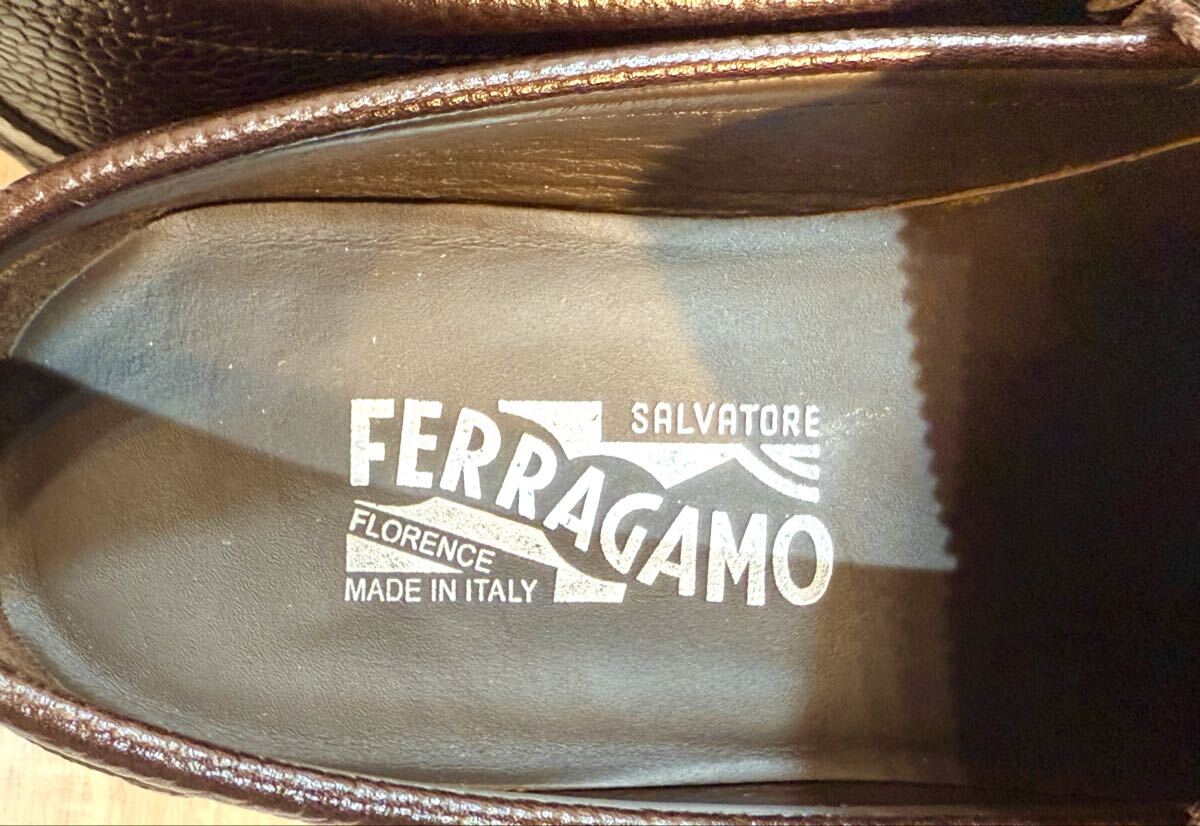 SALVATORE
FERRAGAMO
FLORENCE
MADE IN ITALY